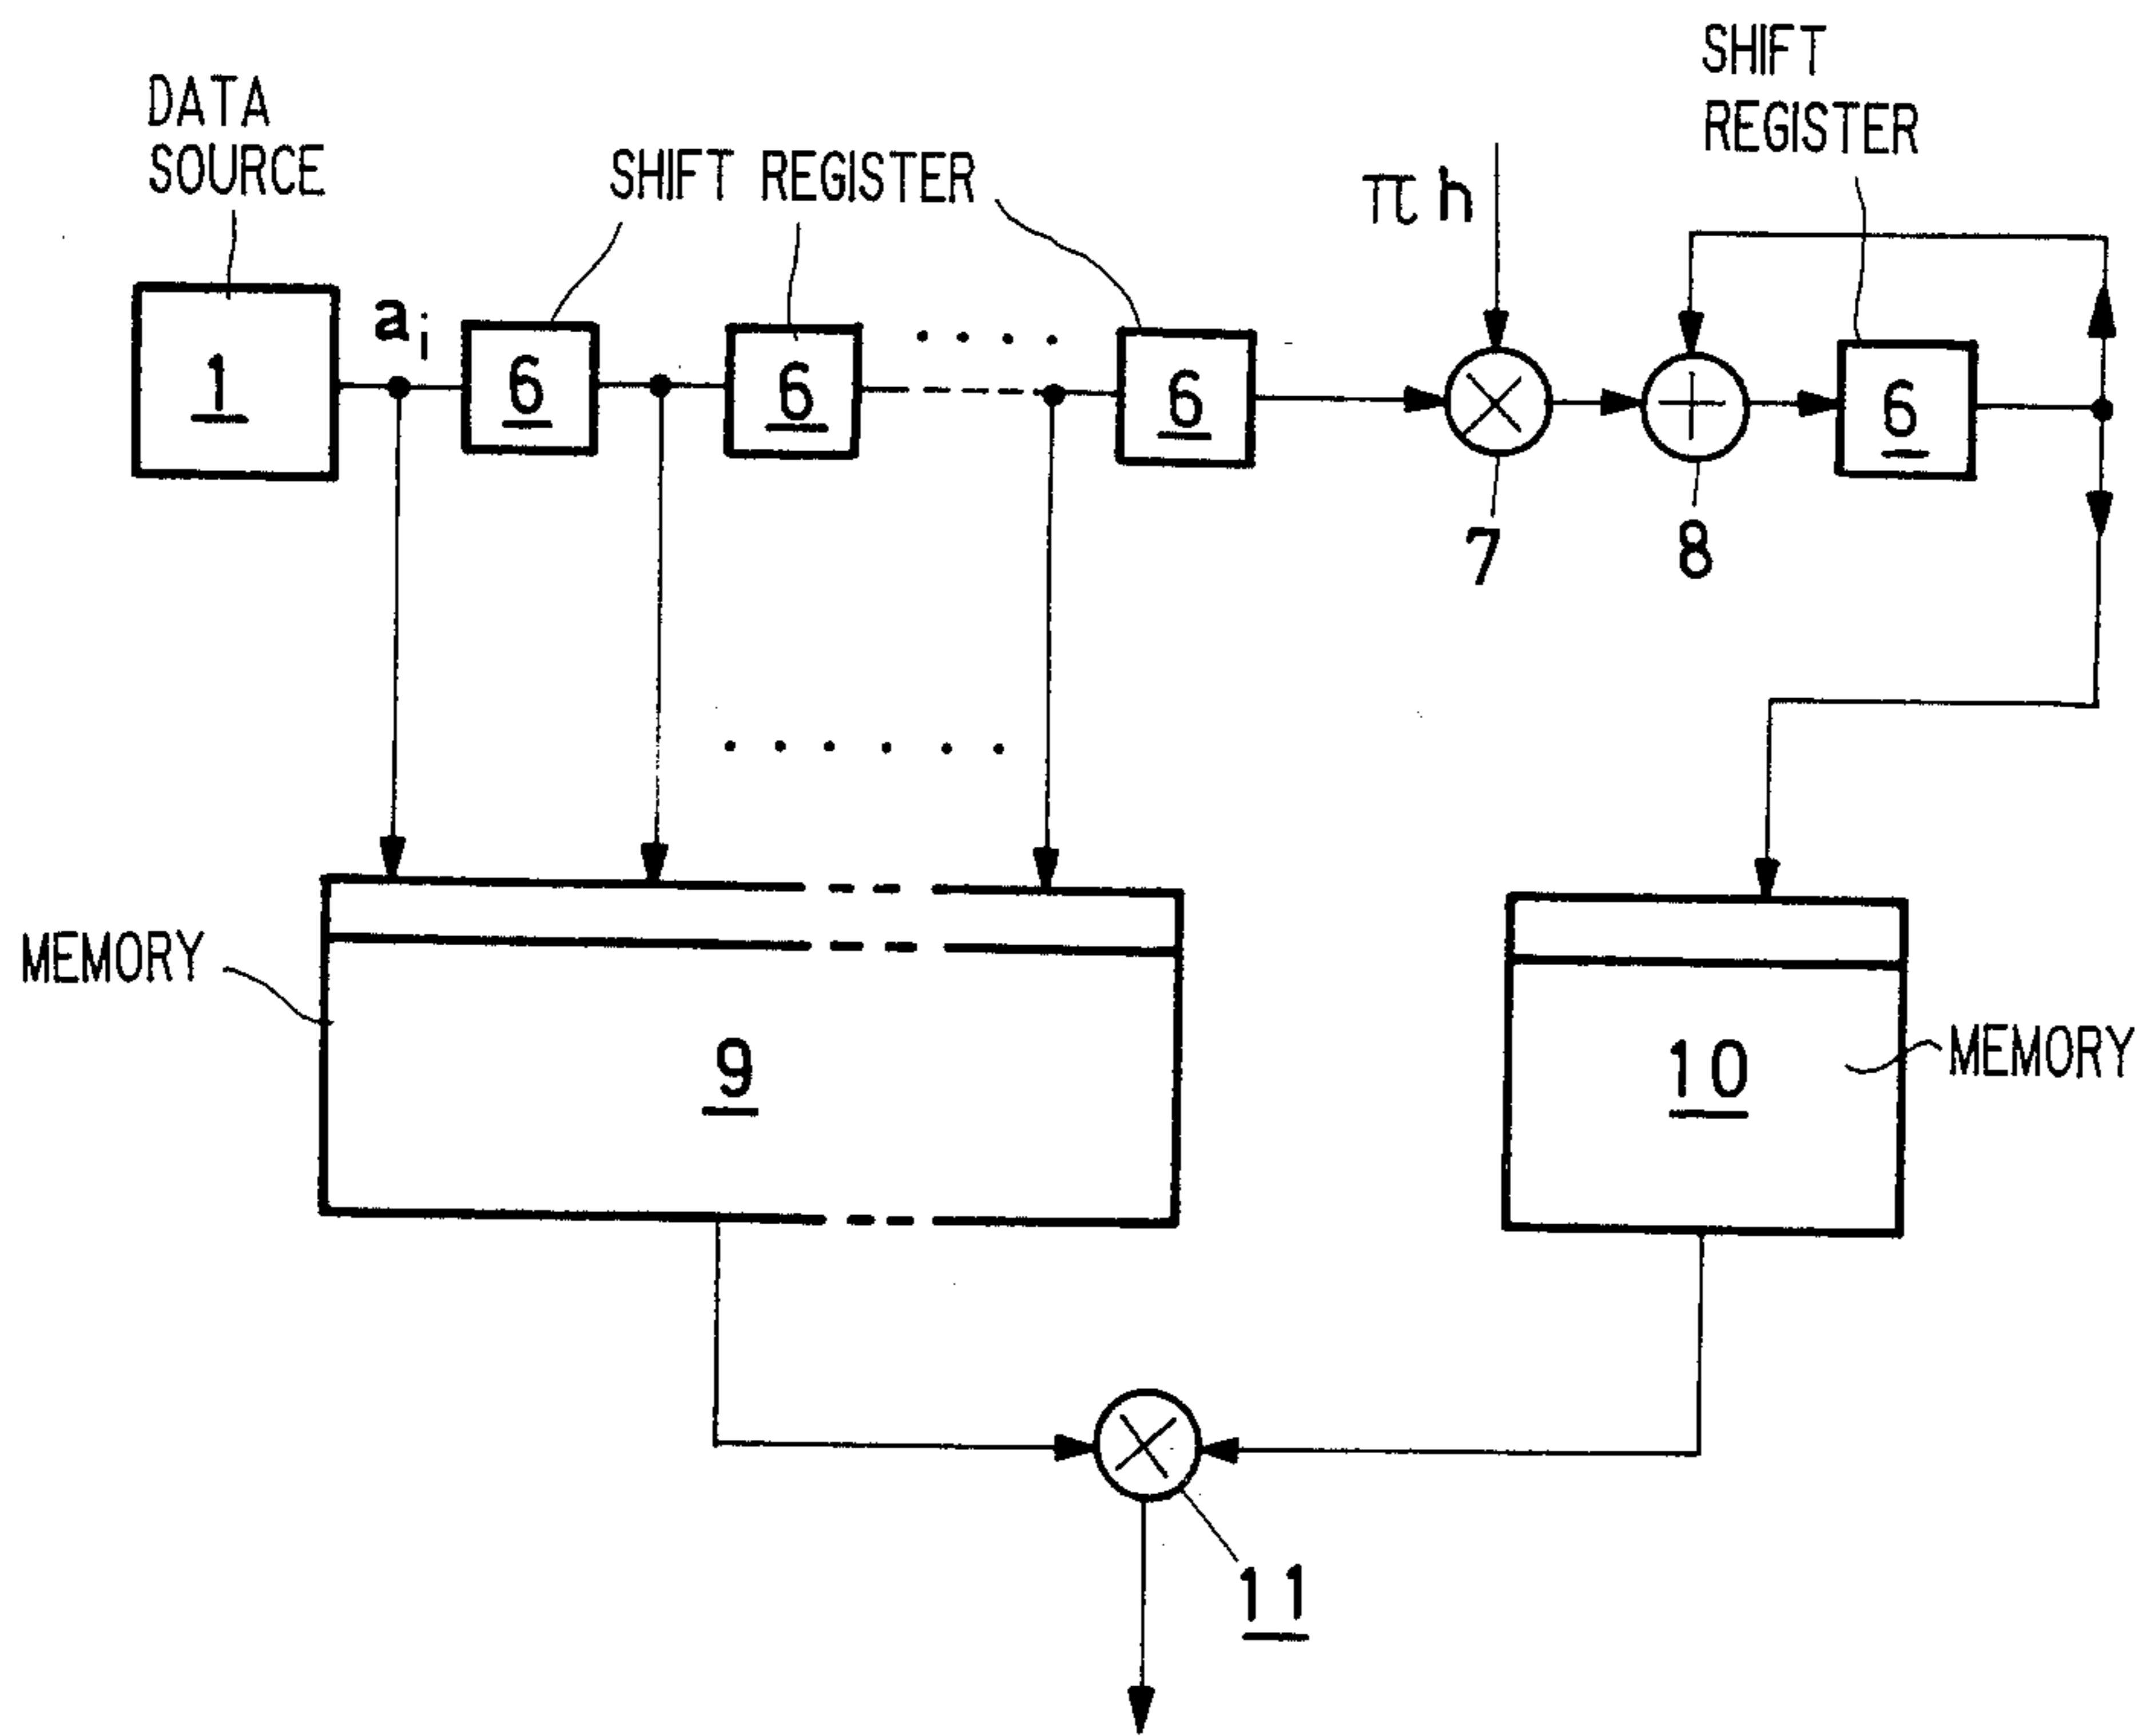 SHIFT
REGISTER
DATA
SOURCE
SHIFT REGISTER
πh
1
ai
6
6
6
6
7
8
MEMORY
9
10
MEMORY
11